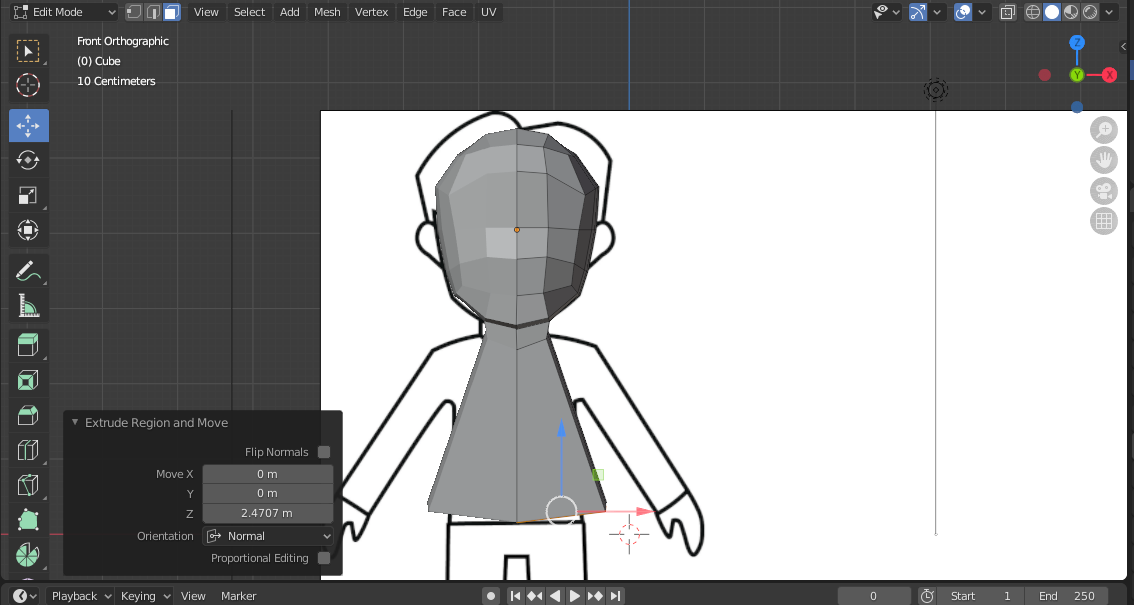 Edit Mode View Select Add Mesh Vertex Edge Face UV
Front Orthographic
(0) Cube
10 Centimeters
Z
Y
X
Extrude Region and Move
Flip Normals
Move X 0 m
Y 0 m
Z 2.4707 m
Orientation Normal
Proportional Editing
Playback Keying View Marker 0 Start 1 End 250